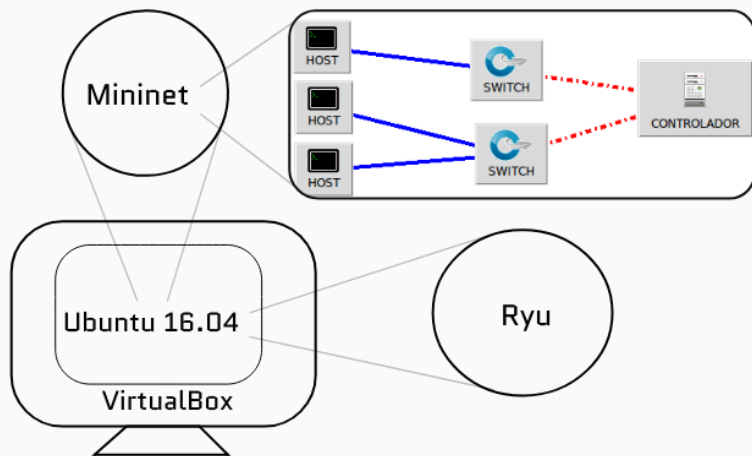 Mininet
HOST
HOST
HOST
SWITCH
SWITCH
CONTROLADOR
Ubuntu 16.04
VirtualBox
Ryu